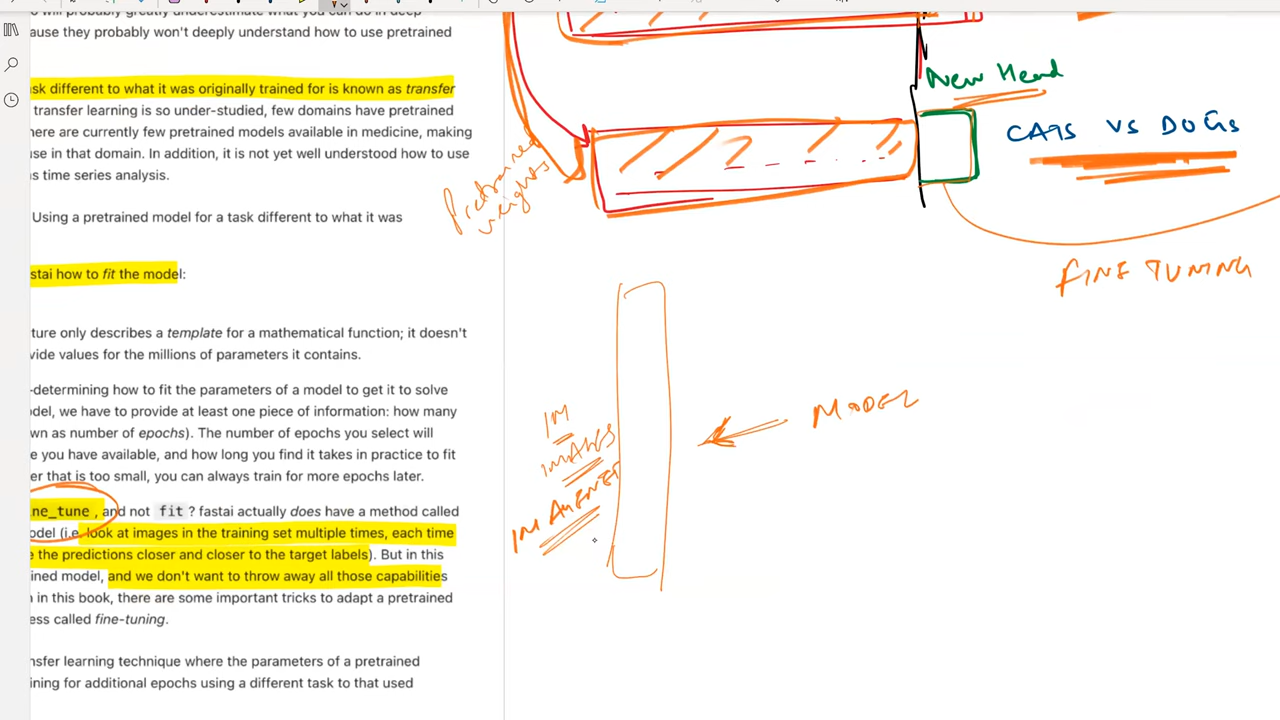 o will probably greatly underestimate what you can do in deep
ause they probably won't deeply understand how to use pretrained
sk different to what it was originally trained for is known as transfer
transfer learning is so under-studied, few domains have pretrained
here are currently few pretrained models available in medicine, making
use in that domain. In addition, it is not yet well understood how to use
s time series analysis.
Using a pretrained model for a task different to what it was
stai how to fit the model:
ture only describes a template for a mathematical function; it doesn't
vide values for the millions of parameters it contains.
-determining how to fit the parameters of a model to get it to solve
del, we have to provide at least one piece of information: how many
wn as number of epochs). The number of epochs you select will
e you have available, and how long you find it takes in practice to fit
er that is too small, you can always train for more epochs later.
ne_tune, and not fit? fastai actually does have a method called
odel (i.e. look at images in the training set multiple times, each time
e the predictions closer and closer to the target labels). But in this
ined model, and we don't want to throw away all those capabilities
n in this book, there are some important tricks to adapt a pretrained
ess called fine-tuning.
nsfer learning technique where the parameters of a pretrained
ining for additional epochs using a different task to that used
New Head
CATS VS DOGS
Pretrained
weights
FINE TUNING
MODEL
1M
IMAGES
IMAGENET